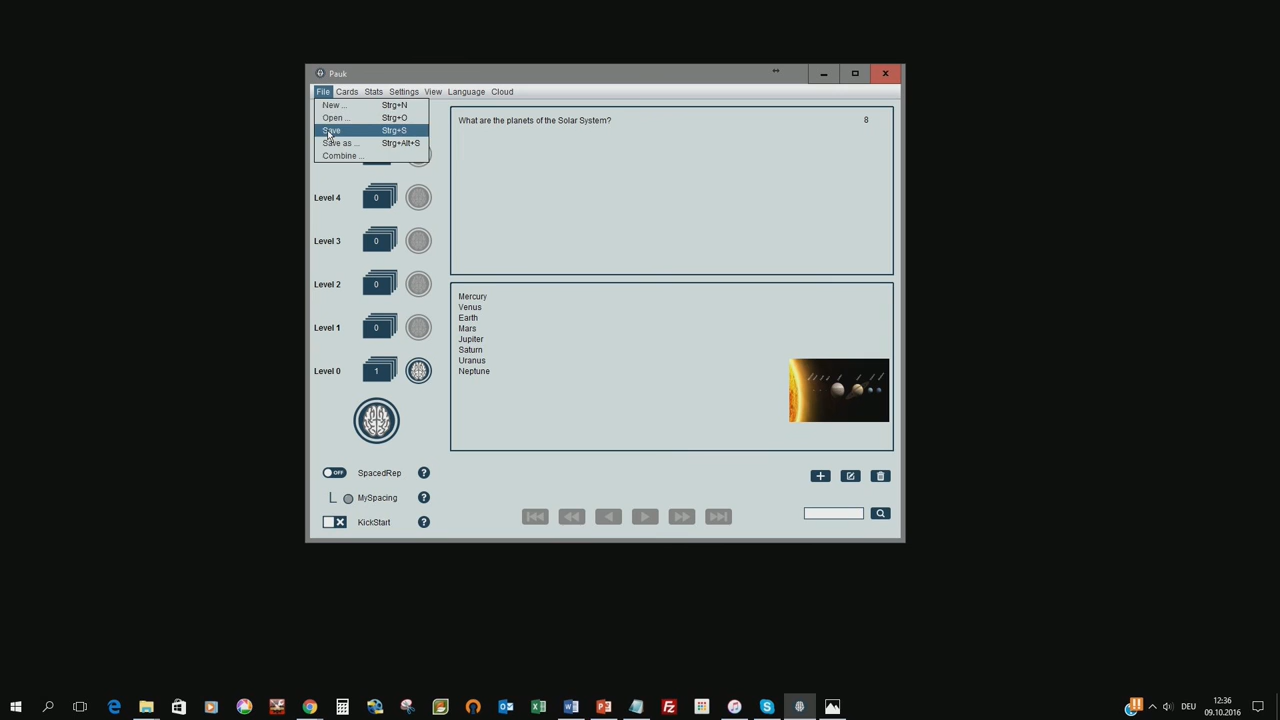 Pauk
File Cards Stats Settings View Language Cloud
New ... Strg+N
Open ... Strg+O
Save Strg+S
Save as ... Strg+Alt+S
Combine ...
Level 4 0
Level 3 0
Level 2 0
Level 1 0
Level 0 1
SpacedRep ?
OFF
MySpacing ?
KickStart ?
What are the planets of the Solar System? 8
Mercury
Venus
Earth
Mars
Jupiter
Saturn
Uranus
Neptune
DEU
12:36
09.10.2016